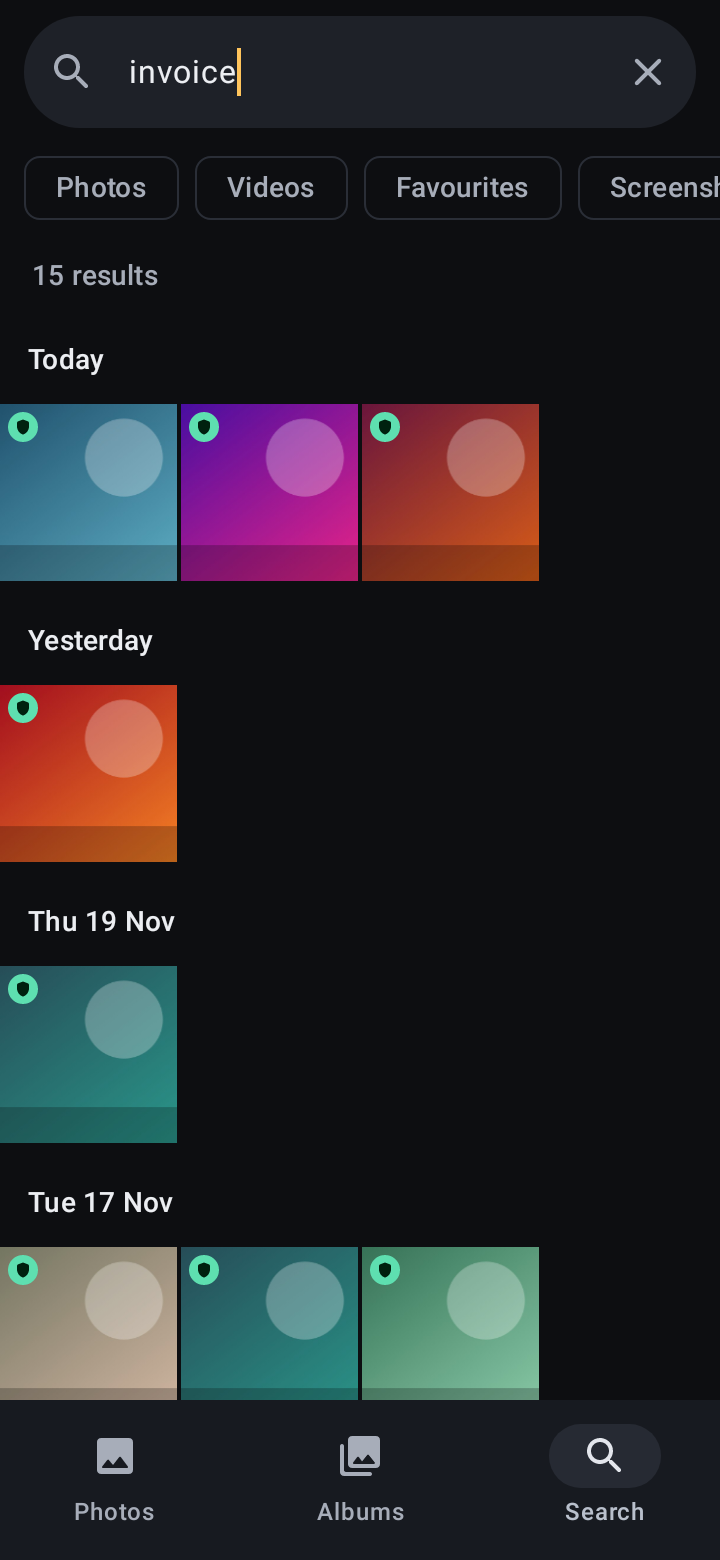 invoice
Photos
Videos
Favourites
Screensh
15 results
Today
Yesterday
Thu 19 Nov
Tue 17 Nov
Photos
Albums
Search